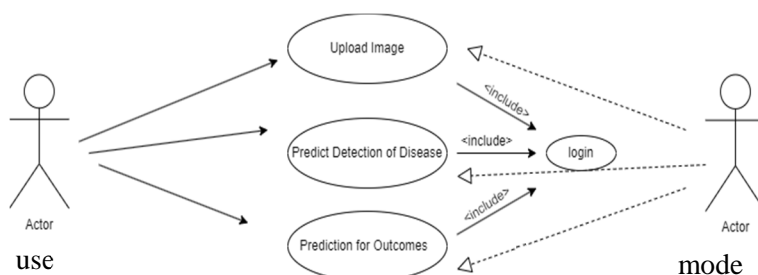 Upload Image
<include>
Predict Detection of Disease
<include>
login
<include>
Prediction for Outcomes
Actor
use
Actor
mode